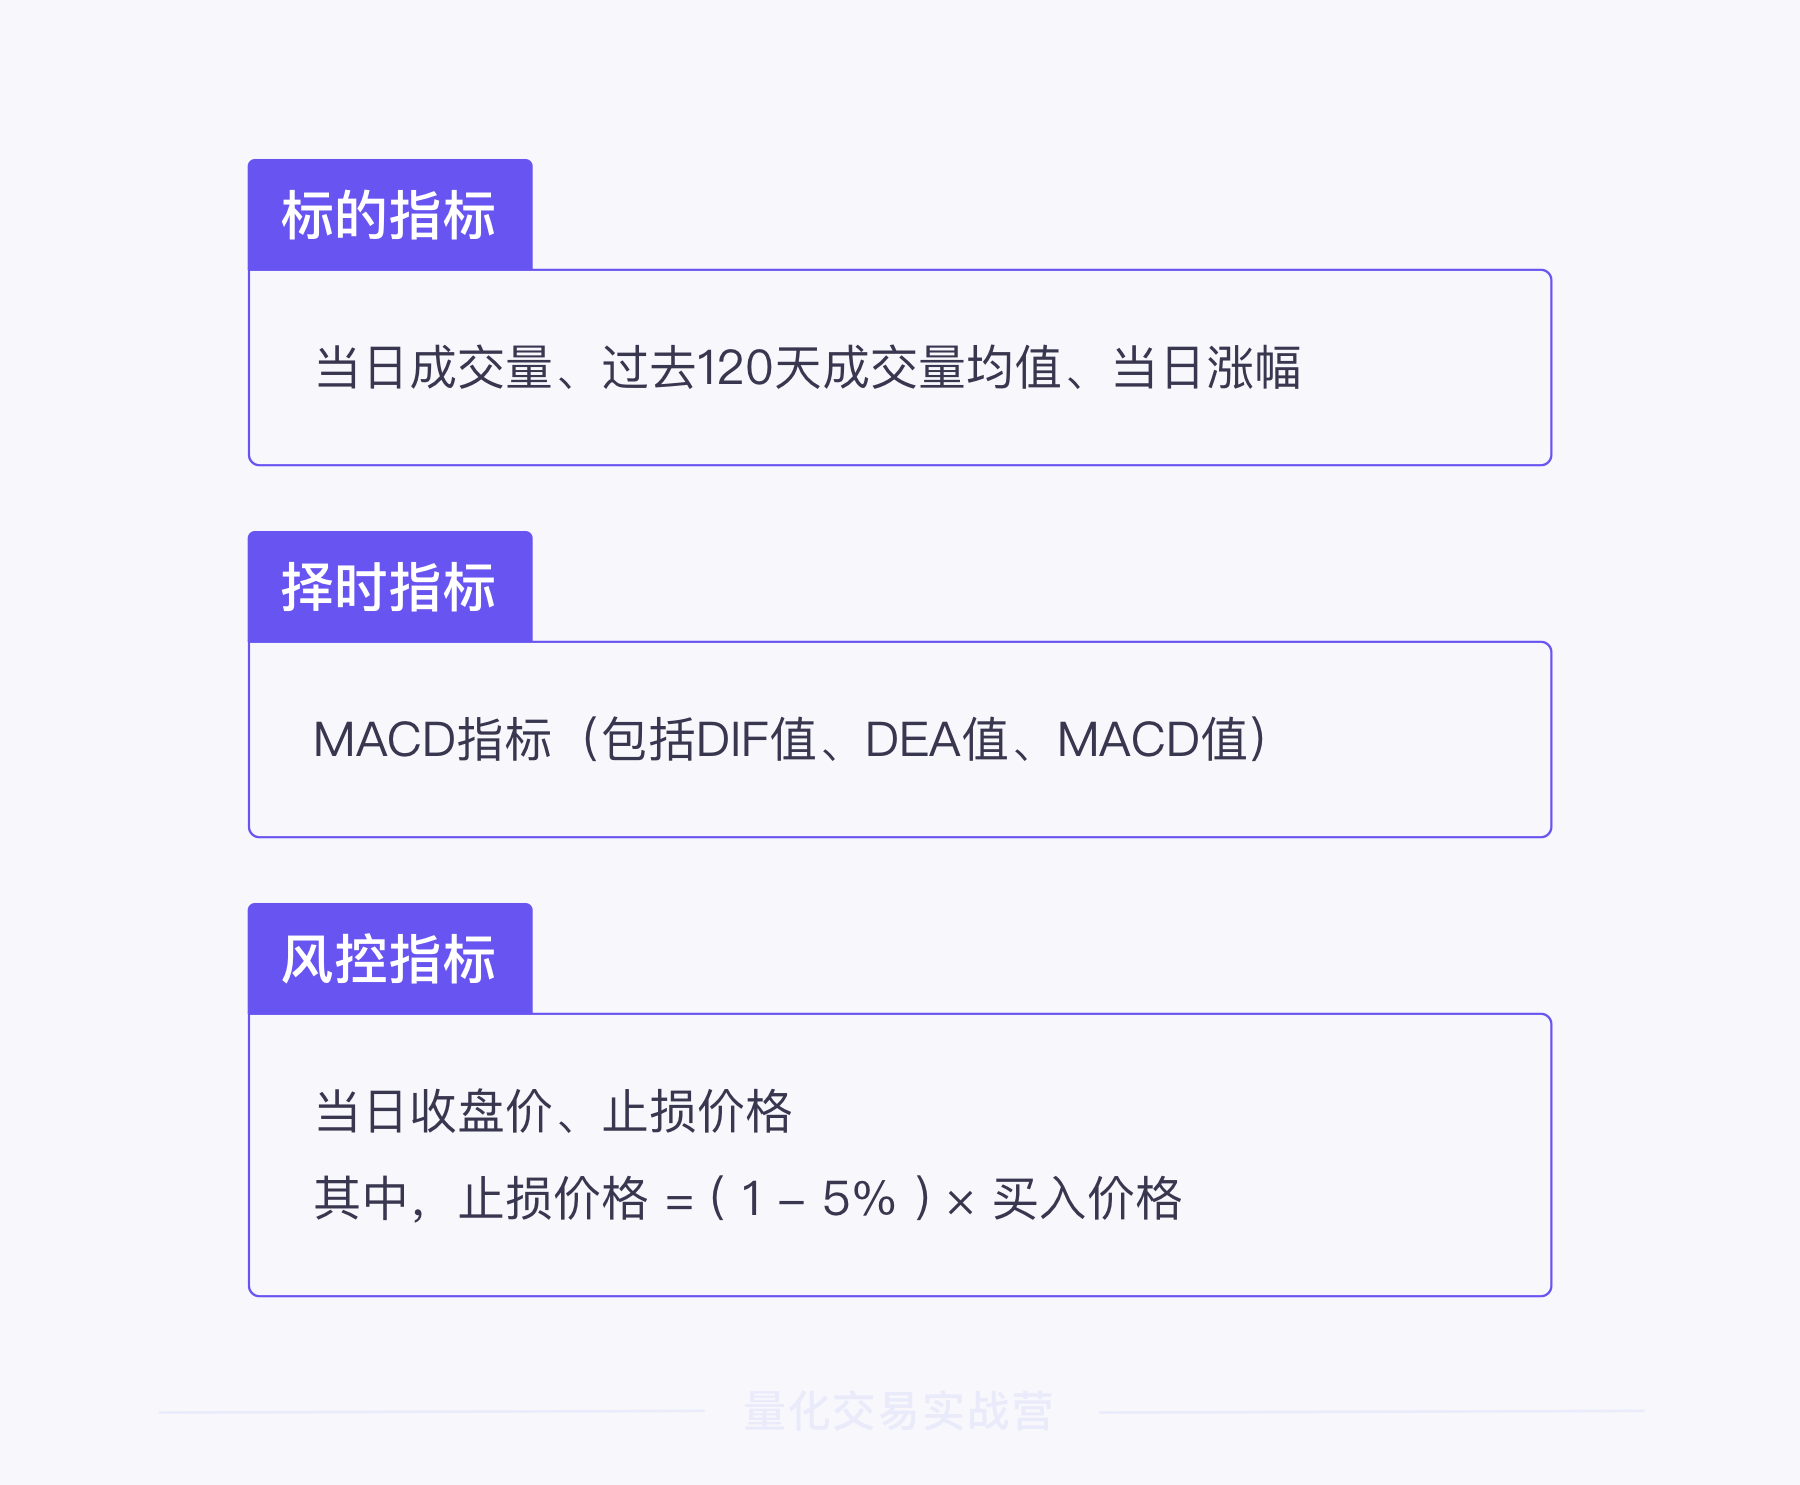 标的指标
当日成交量、过去120天成交量均值、当日涨幅
择时指标
MACD指标（包括DIF值、DEA值、MACD值）
风控指标
当日收盘价、止损价格
其中，止损价格 = ( 1 – 5% ) × 买入价格
量化交易实战营